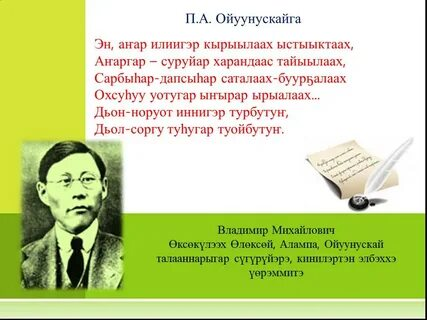 П.А. Ойуунускайга
Эн, аҥар илиигэр кырыылаах ыстыыктаах,
Аҥаргар – суруйар харандаас тайыылаах,
Сарбыһар-дапсыһар саталаах-буурҕалаах
Охсуһуу уотугар ыҥырар ырыалаах...
Дьон-норуот иннигэр турбутуҥ,
Дьол-соргу туһугар туойбутуҥ.
Владимир Михайлович
Өксөкүлээх Өлөксөй, Алампа, Ойуунускай
талааннарыгар сүгүрүйэрэ, кинилэртэн элбэххэ
үөрэммитэ